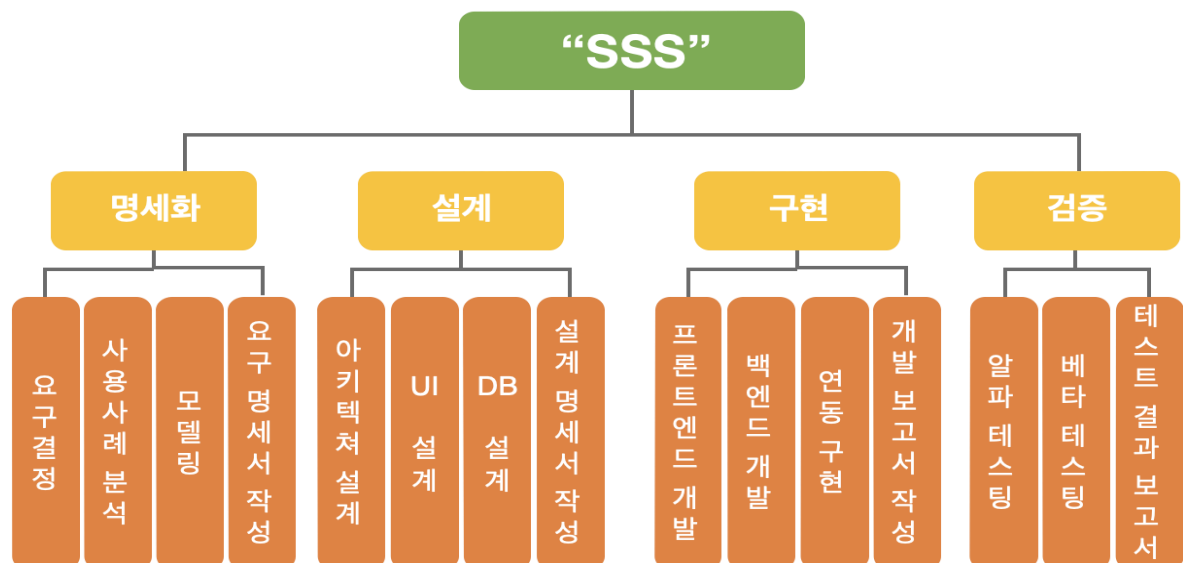 “SSS”
명세화
설계
구현
검증
요구결정
사용사례 분석
모델링
요구 명세서 작성
아키텍쳐 설계
UI 설계
DB 설계
설계 명세서 작성
프론트엔드 개발
백엔드 개발
연동 구현
개발 보고서 작성
알파 테스팅
베타 테스팅
테스트 결과 보고서